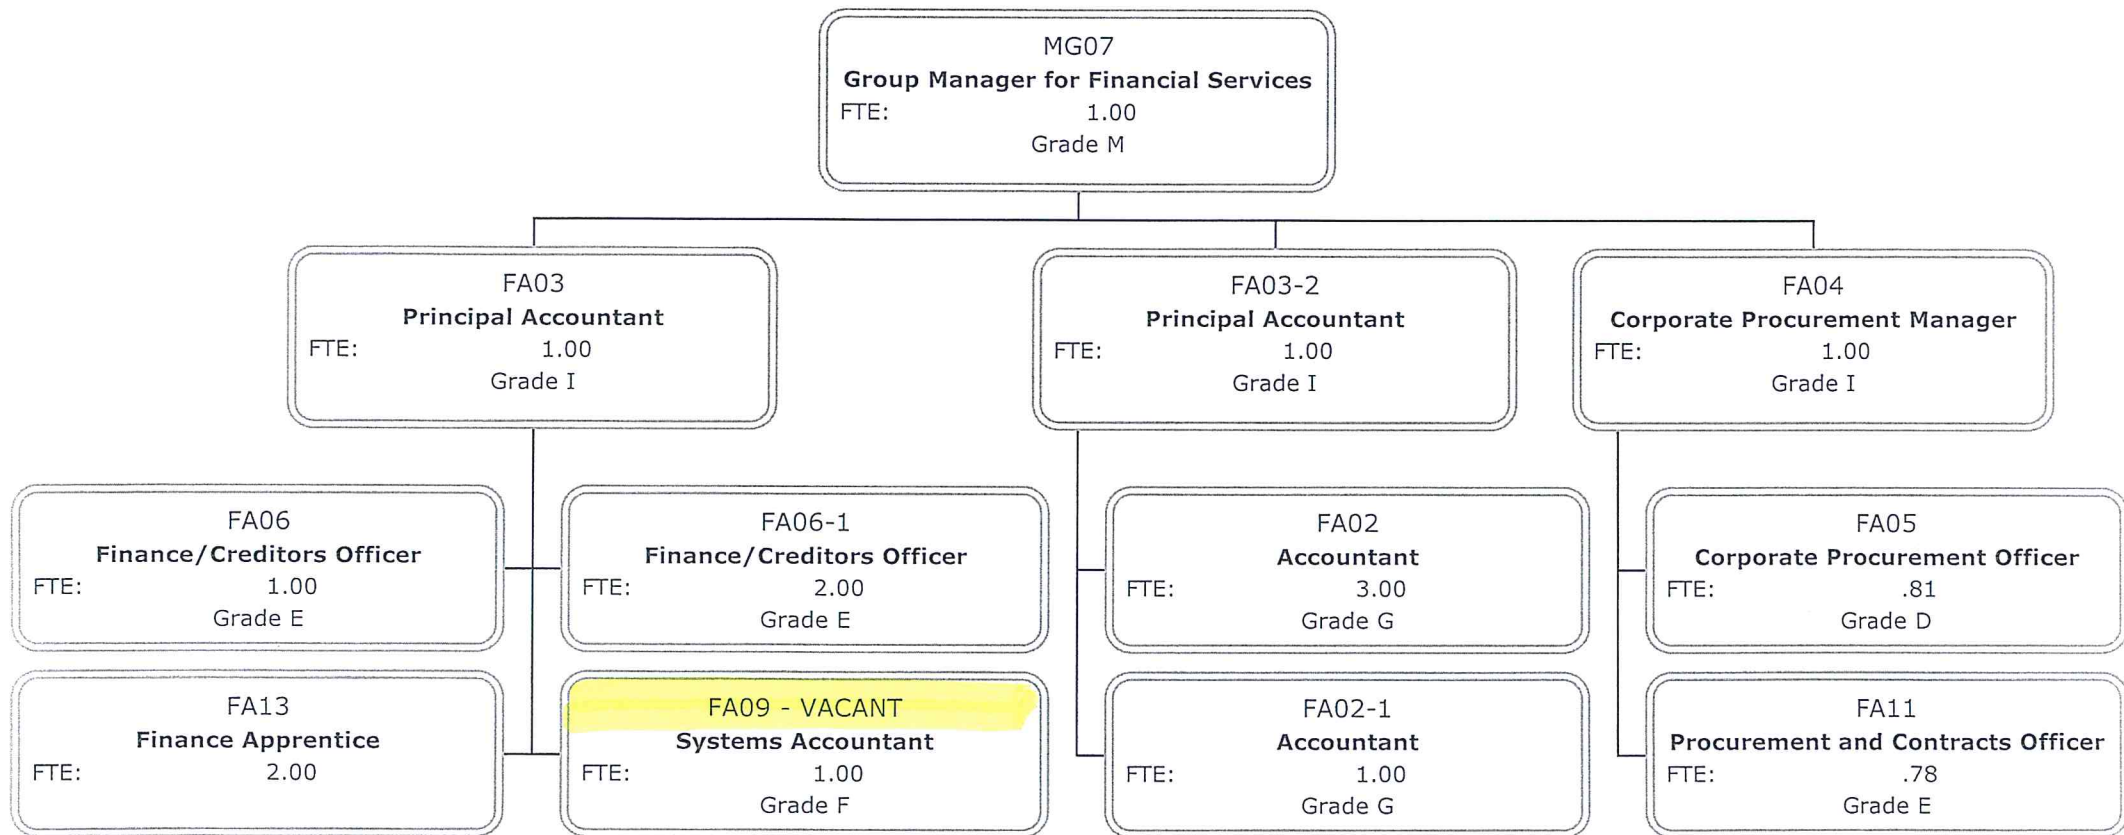 MG07
Group Manager for Financial Services
FTE: 1.00
Grade M
FA03
Principal Accountant
FTE: 1.00
Grade I
FA03-2
Principal Accountant
FTE: 1.00
Grade I
FA04
Corporate Procurement Manager
FTE: 1.00
Grade I
FA06
Finance/Creditors Officer
FTE: 1.00
Grade E
FA06-1
Finance/Creditors Officer
FTE: 2.00
Grade E
FA02
Accountant
FTE: 3.00
Grade G
FA05
Corporate Procurement Officer
FTE: .81
Grade D
FA13
Finance Apprentice
FTE: 2.00
FA09 - VACANT
Systems Accountant
FTE: 1.00
Grade F
FA02-1
Accountant
FTE: 1.00
Grade G
FA11
Procurement and Contracts Officer
FTE: .78
Grade E